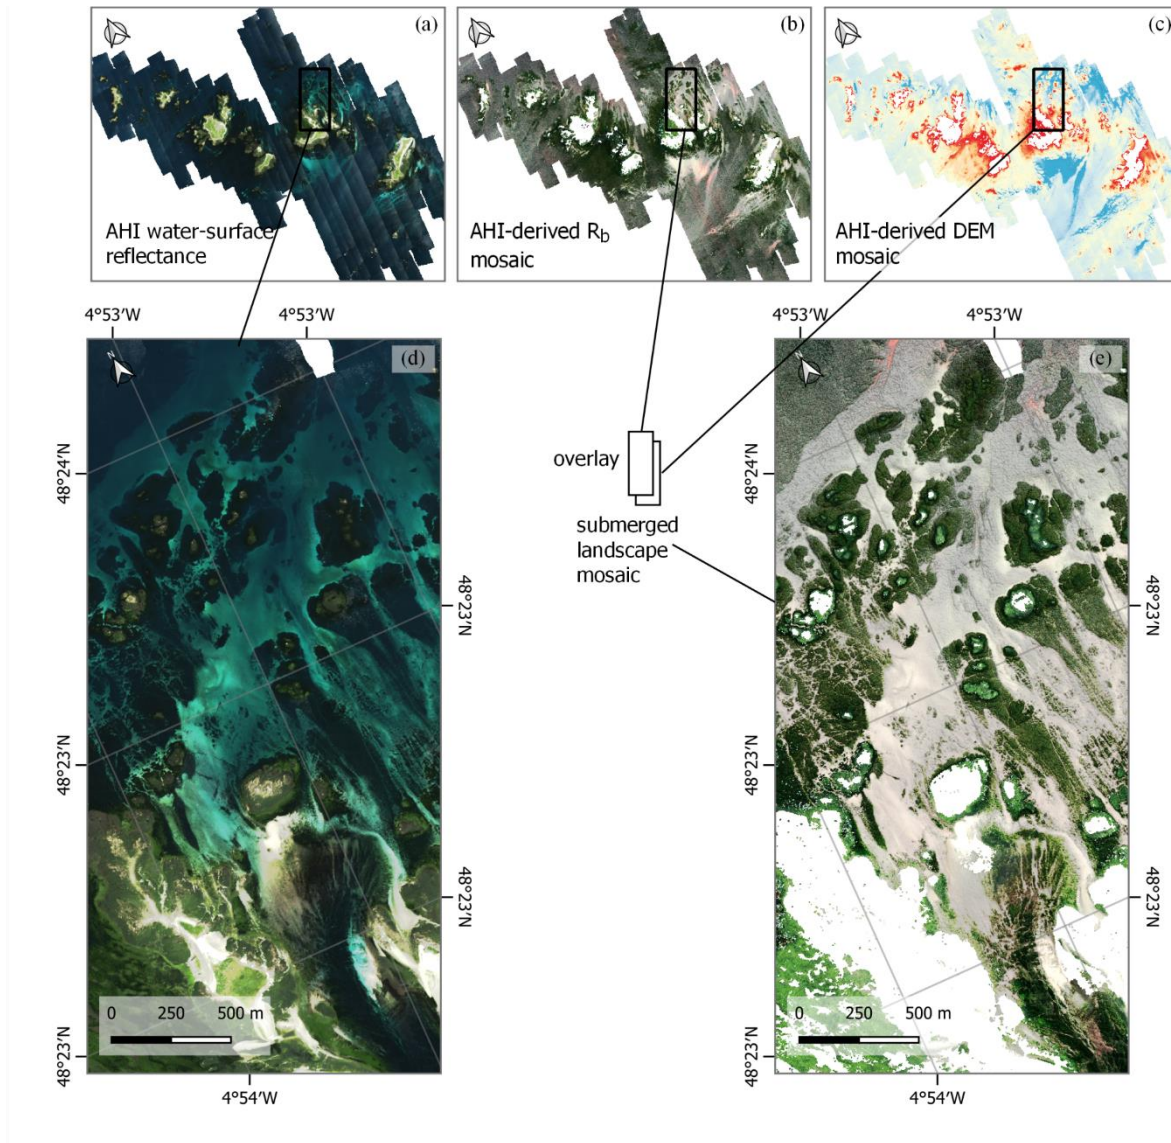 (a)
AHI water-surface
reflectance
(b)
AHI-derived Rb
mosaic
(c)
AHI-derived DEM
mosaic
4°53'W
4°53'W
(d)
N
48°24'N
48°23'N
48°23'N
48°23'N
48°23'N
0 250 500 m
4°54'W
overlay
submerged
landscape
mosaic
4°53'W
4°53'W
(e)
N
48°24'N
48°23'N
48°23'N
48°23'N
48°23'N
0 250 500 m
4°54'W